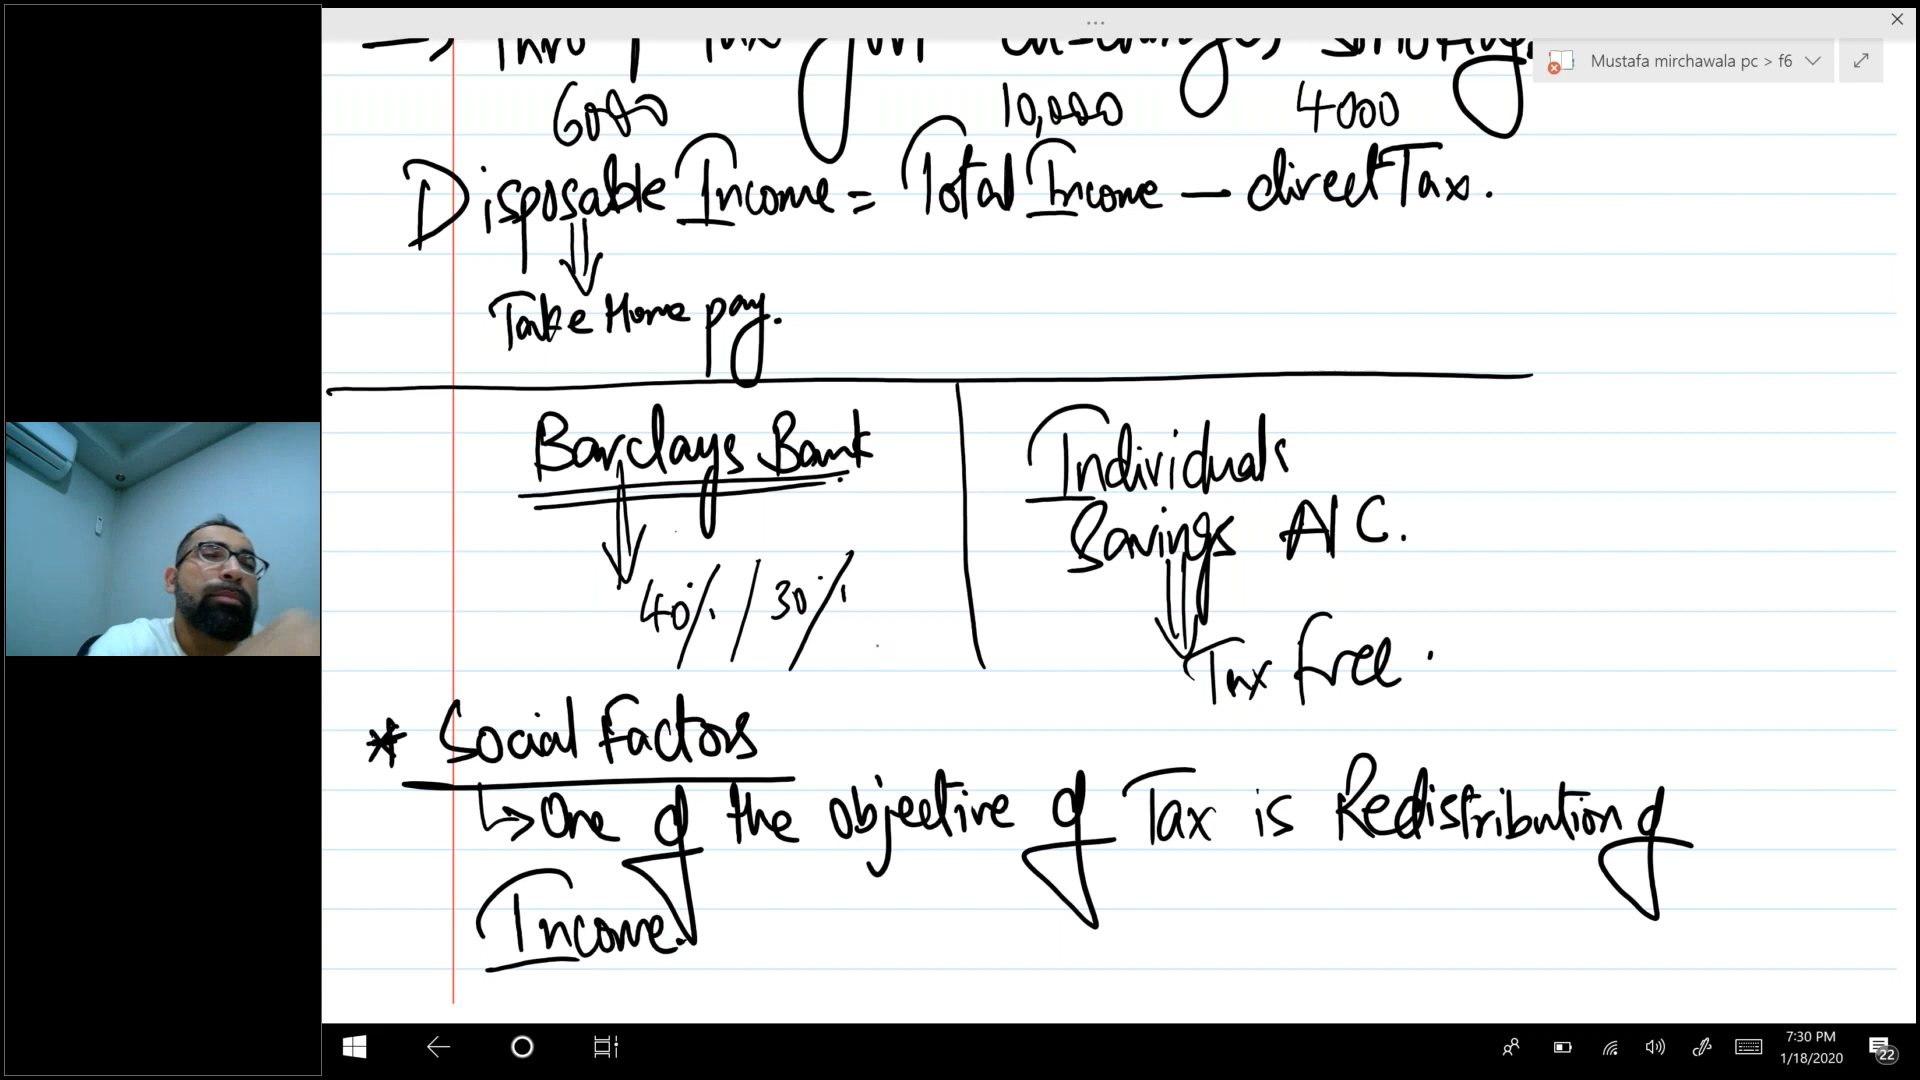 Mustafa mirchawala pc > f6
6000 10,000 4000
Disposable Income = Total Income – direct Tax.
Take Home pay.
Barclays Bank
40% / 30%
Individuals
Savings A/C.
Tax free.
* Social Factors
One of the objective of Tax is Redistribution of
Income.
7:30 PM
1/18/2020
22